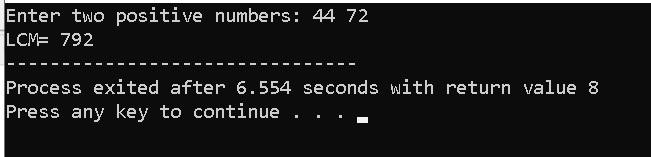 Enter two positive numbers: 44 72
LCM= 792
--------------------------------
Process exited after 6.554 seconds with return value 8
Press any key to continue . . .